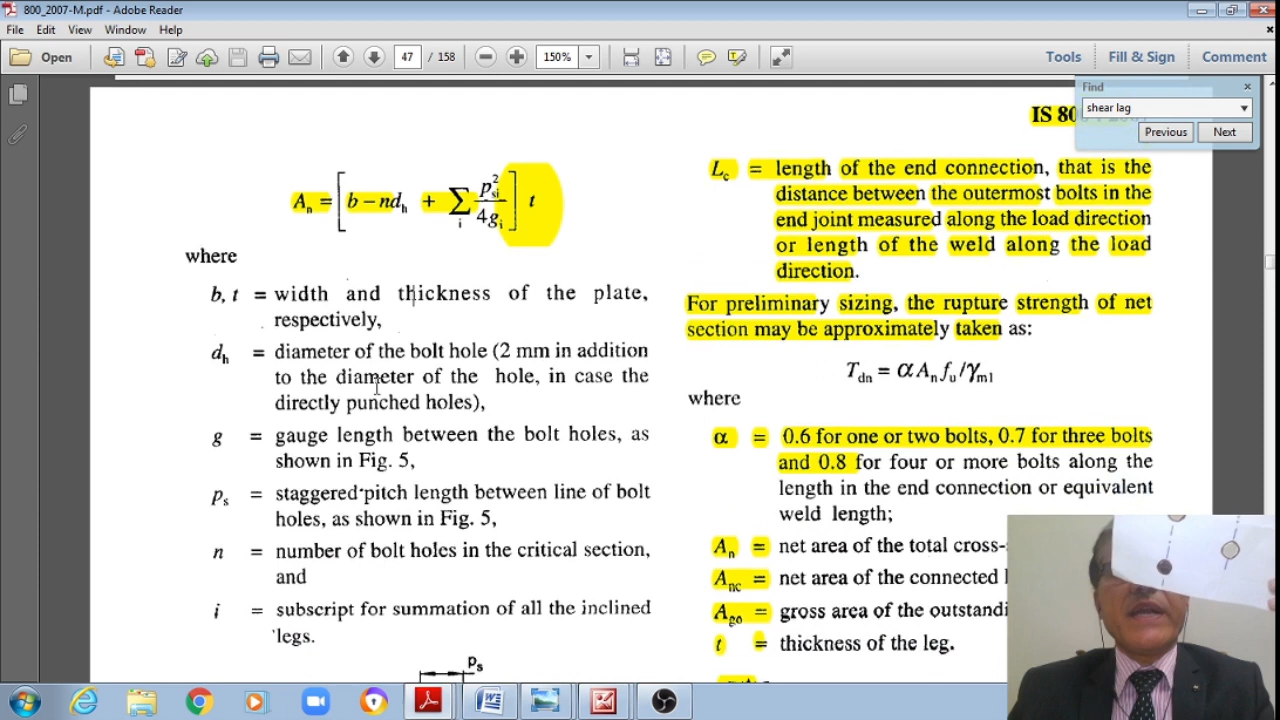 800_2007-M.pdf - Adobe Reader
File Edit View Window Help
Open 47 / 158 150% Tools Fill & Sign Comment
Find
shear lag
Previous Next
IS 80
Aₙ = [b – ndₕ + ∑ᵢ pₛᵢ² / 4gᵢ] t
where
b, t = width and thickness of the plate,
respectively,
dₕ = diameter of the bolt hole (2 mm in addition
to the diameter of the hole, in case the
directly punched holes),
g = gauge length between the bolt holes, as
shown in Fig. 5,
pₛ = staggered pitch length between line of bolt
holes, as shown in Fig. 5,
n = number of bolt holes in the critical section,
and
i = subscript for summation of all the inclined
legs.
pₛ
L_c = length of the end connection, that is the
distance between the outermost bolts in the
end joint measured along the load direction
or length of the weld along the load
direction.
For preliminary sizing, the rupture strength of net
section may be approximately taken as:
T_dn = α Aₙ fᵤ / γ_m1
where
α = 0.6 for one or two bolts, 0.7 for three bolts
and 0.8 for four or more bolts along the
length in the end connection or equivalent
weld length;
Aₙ = net area of the total cross-
A_nc = net area of the connected
A_go = gross area of the outstandi
t = thickness of the leg.